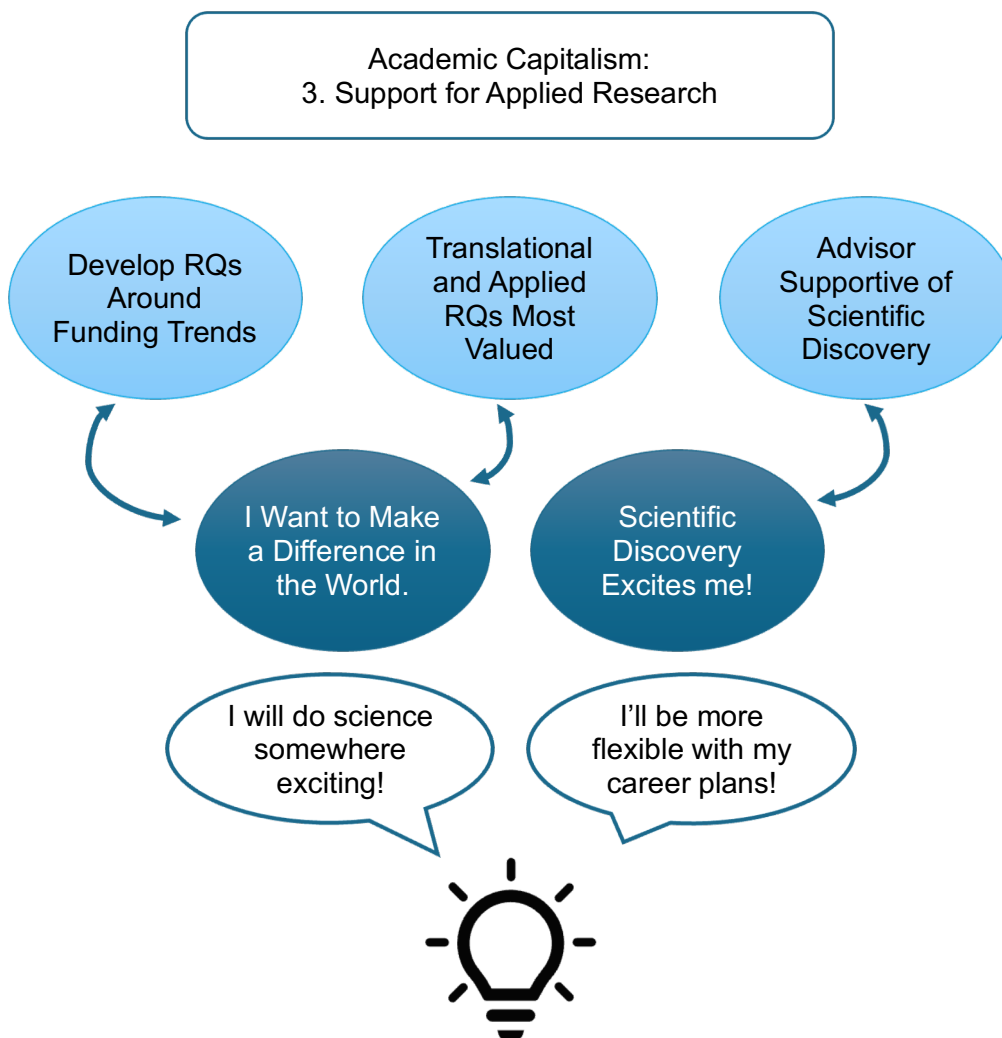 Academic Capitalism:
3. Support for Applied Research
Develop RQs
Around
Funding Trends
Translational
and Applied
RQs Most
Valued
Advisor
Supportive of
Scientific
Discovery
I Want to Make
a Difference in
the World.
Scientific
Discovery
Excites me!
I will do science
somewhere
exciting!
I’ll be more
flexible with my
career plans!